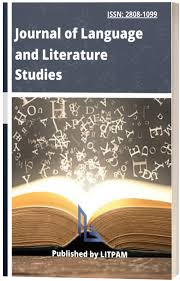 ISSN: 2808-1099
Journal of Language
and Literature
Studies
Published by LITPAM